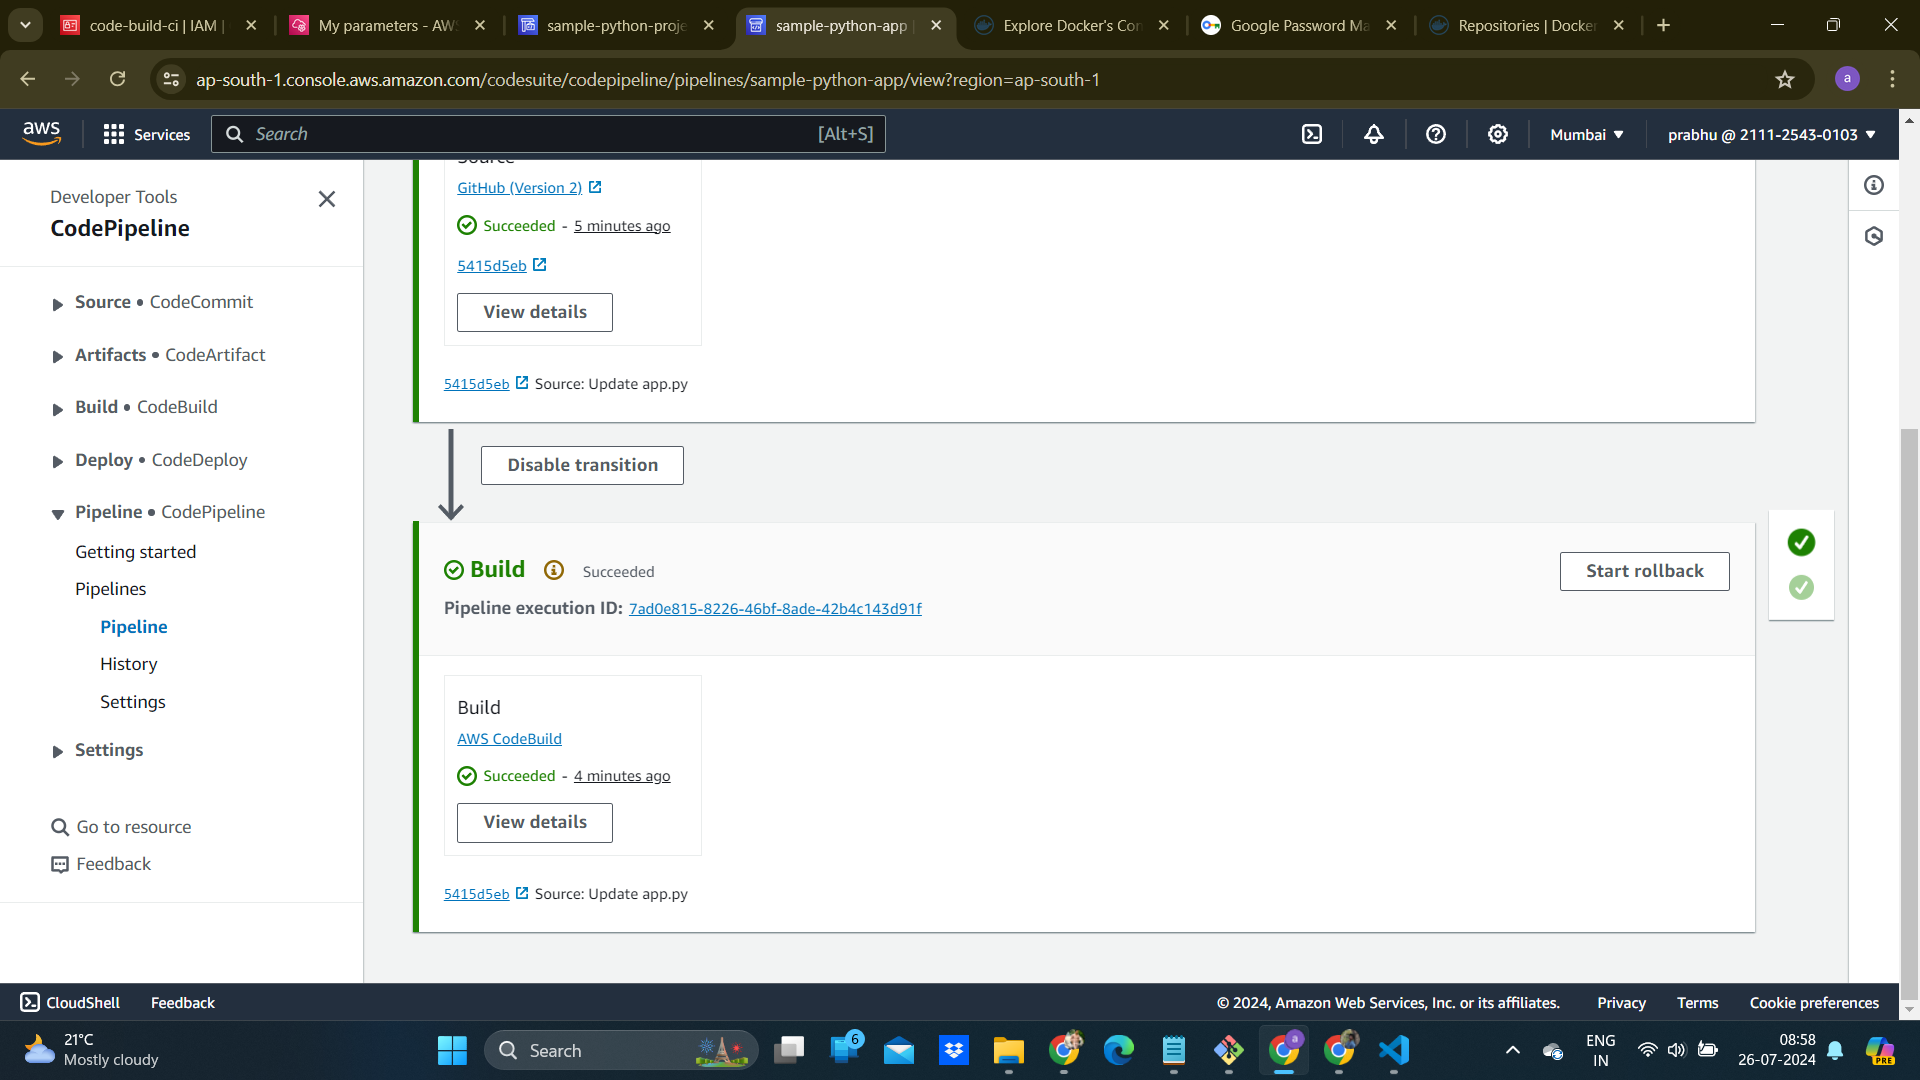 code-build-ci | IAM |
My parameters - AWS
sample-python-proje
sample-python-app |
Explore Docker's Con
Google Password Ma
Repositories | Docker
ap-south-1.console.aws.amazon.com/codesuite/codepipeline/pipelines/sample-python-app/view?region=ap-south-1
a
aws
Services
Search
[Alt+S]
Mumbai
prabhu @ 2111-2543-0103
Developer Tools
CodePipeline
Source • CodeCommit
Artifacts • CodeArtifact
Build • CodeBuild
Deploy • CodeDeploy
Pipeline • CodePipeline
Getting started
Pipelines
Pipeline
History
Settings
Settings
Go to resource
Feedback
Source
GitHub (Version 2)
Succeeded - 5 minutes ago
5415d5eb
View details
5415d5eb Source: Update app.py
Disable transition
Build Succeeded
Start rollback
Pipeline execution ID: 7ad0e815-8226-46bf-8ade-42b4c143d91f
Build
AWS CodeBuild
Succeeded - 4 minutes ago
View details
5415d5eb Source: Update app.py
CloudShell
Feedback
© 2024, Amazon Web Services, Inc. or its affiliates.
Privacy
Terms
Cookie preferences
21°C
Mostly cloudy
Search
6
a
ENG
IN
08:58
26-07-2024
PRE